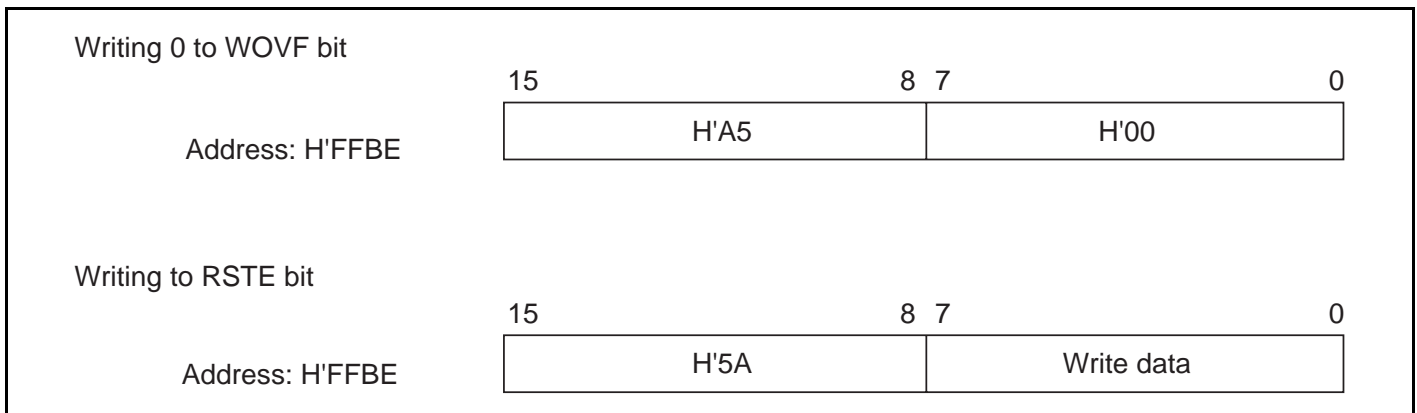 Writing 0 to WOVF bit
15 8 7 0
Address: H'FFBE H'A5 H'00
Writing to RSTE bit
15 8 7 0
Address: H'FFBE H'5A Write data